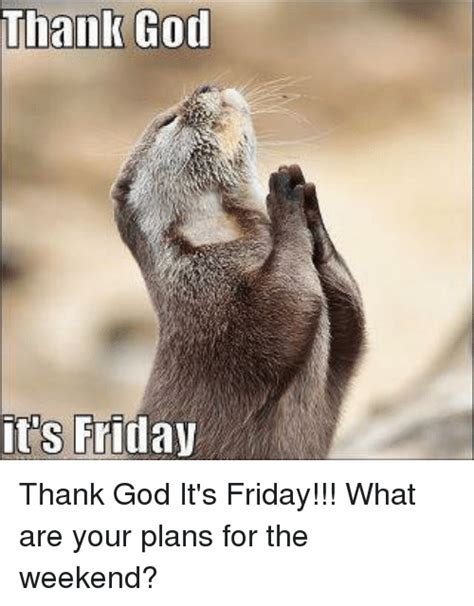 Thank God
it's Friday
Thank God It's Friday!!! What
are your plans for the
weekend?